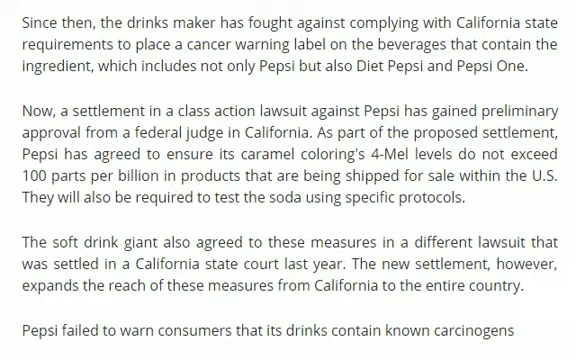 Since then, the drinks maker has fought against complying with California state
requirements to place a cancer warning label on the beverages that contain the
ingredient, which includes not only Pepsi but also Diet Pepsi and Pepsi One.
Now, a settlement in a class action lawsuit against Pepsi has gained preliminary
approval from a federal judge in California. As part of the proposed settlement,
Pepsi has agreed to ensure its caramel coloring's 4-Mel levels do not exceed
100 parts per billion in products that are being shipped for sale within the U.S.
They will also be required to test the soda using specific protocols.
The soft drink giant also agreed to these measures in a different lawsuit that
was settled in a California state court last year. The new settlement, however,
expands the reach of these measures from California to the entire country.
Pepsi failed to warn consumers that its drinks contain known carcinogens